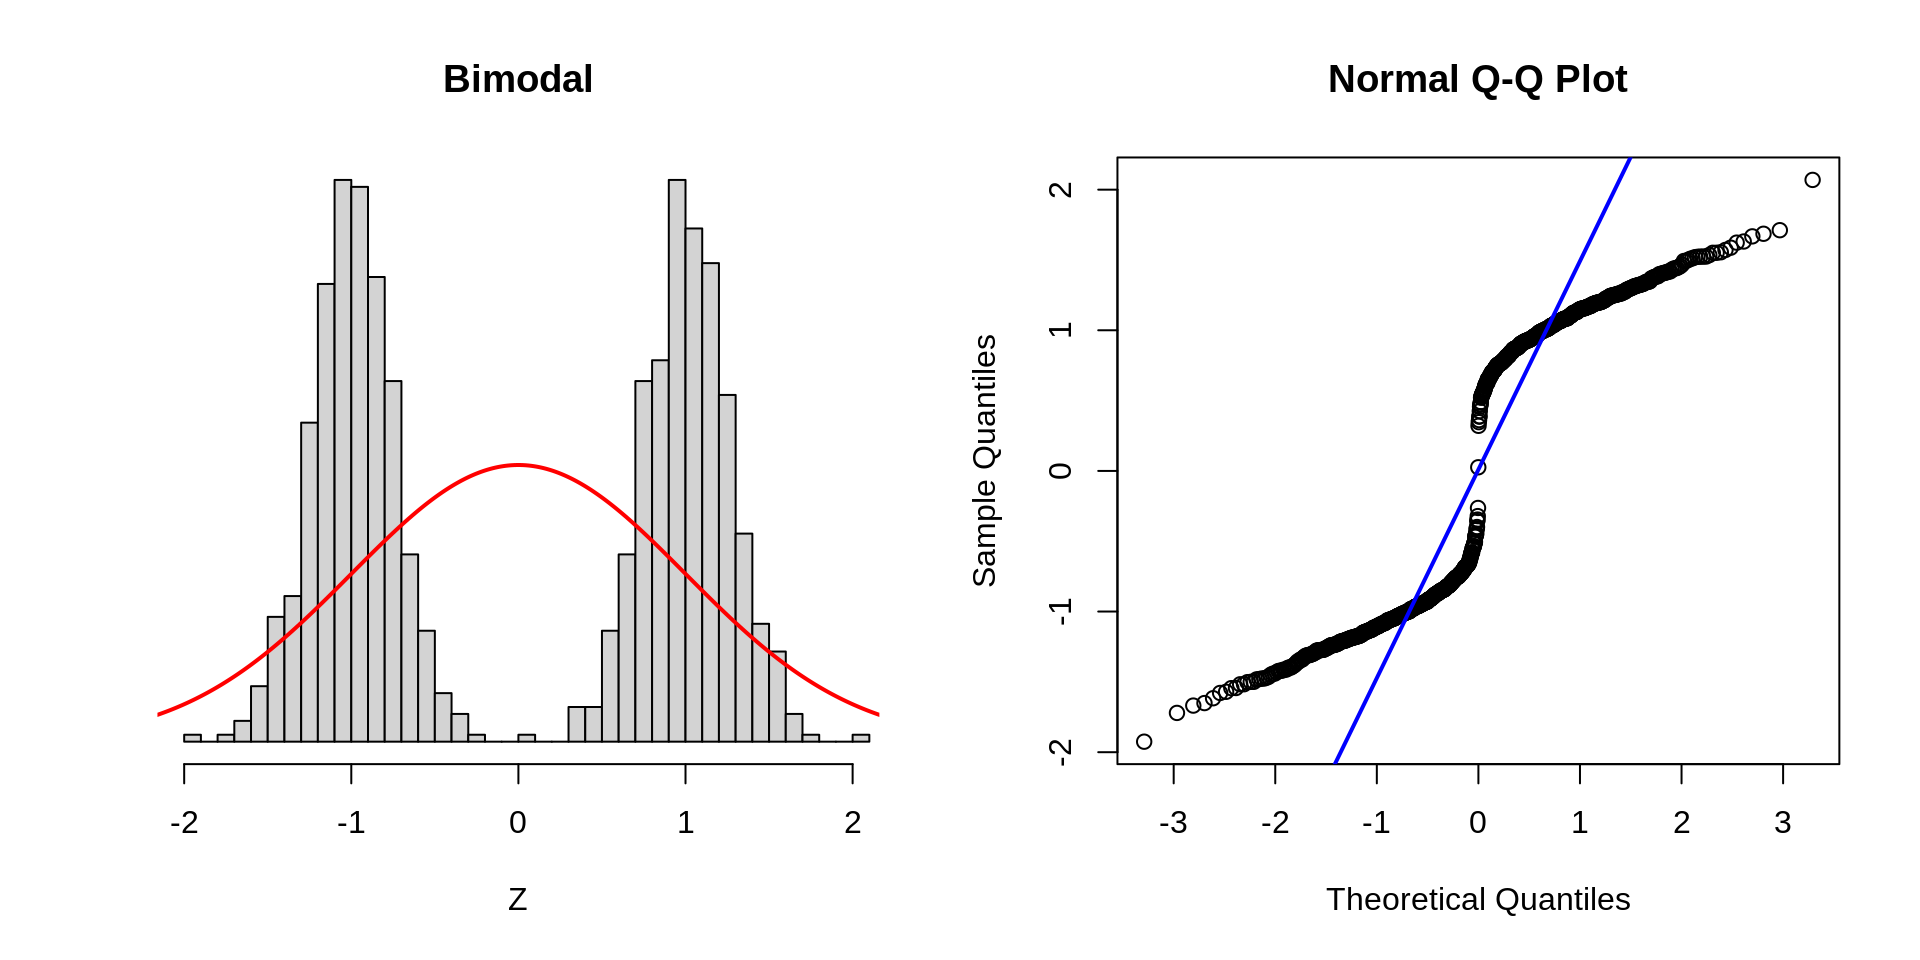 Bimodal
-2 -1 0 1 2
Z
Normal Q-Q Plot
Sample Quantiles
2
1
0
-1
-2
-3 -2 -1 0 1 2 3
Theoretical Quantiles